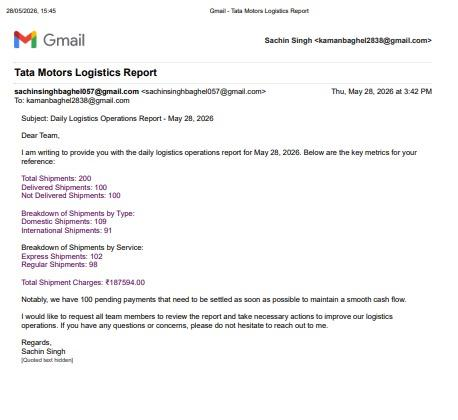 28/05/2026, 15:45
Gmail - Tata Motors Logistics Report
Gmail
Sachin Singh <kamanbaghel2838@gmail.com>
Tata Motors Logistics Report
sachinsinghbaghel057@gmail.com <sachinsinghbaghel057@gmail.com>
Thu, May 28, 2026 at 3:42 PM
To: kamanbaghel2838@gmail.com
Subject: Daily Logistics Operations Report - May 28, 2026
Dear Team,
I am writing to provide you with the daily logistics operations report for May 28, 2026. Below are the key metrics for your
reference:
Total Shipments: 200
Delivered Shipments: 100
Not Delivered Shipments: 100
Breakdown of Shipments by Type:
Domestic Shipments: 109
International Shipments: 91
Breakdown of Shipments by Service:
Express Shipments: 102
Regular Shipments: 98
Total Shipment Charges: ₹187594.00
Notably, we have 100 pending payments that need to be settled as soon as possible to maintain a smooth cash flow.
I would like to request all team members to review the report and take necessary actions to improve our logistics
operations. If you have any questions or concerns, please do not hesitate to reach out to me.
Regards,
Sachin Singh
[Quoted text hidden]